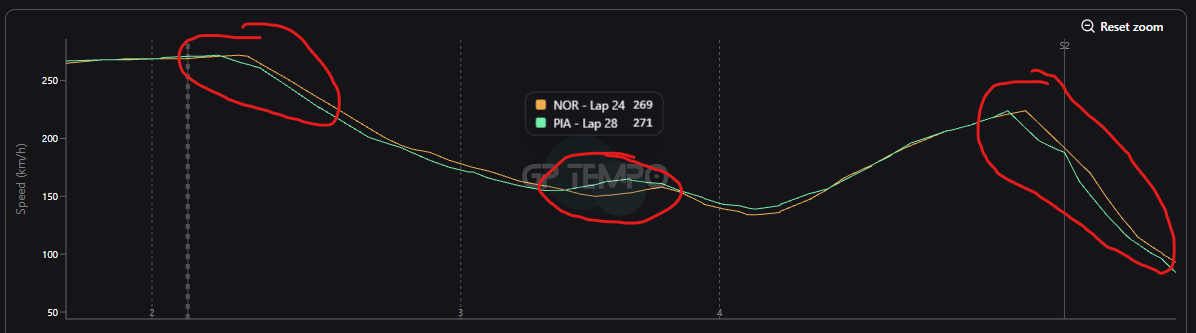 Reset zoom
S2
250
200
150
100
50
Speed (km/h)
NOR - Lap 24 269
PIA - Lap 28 271
GP TEMPO
2
3
4